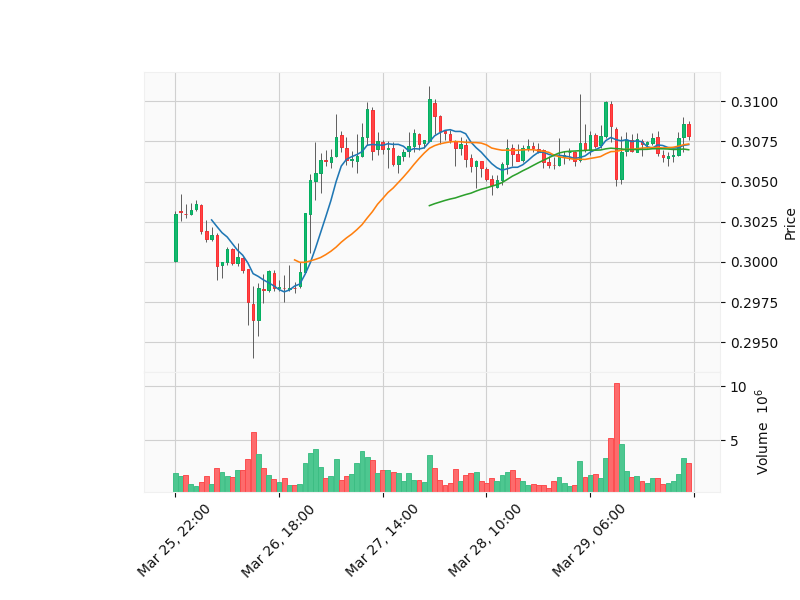 0.3100
0.3075
0.3050
0.3025
0.3000
0.2975
0.2950
Price
10
5
Volume 10⁶
Mar 25, 22:00
Mar 26, 18:00
Mar 27, 14:00
Mar 28, 10:00
Mar 29, 06:00